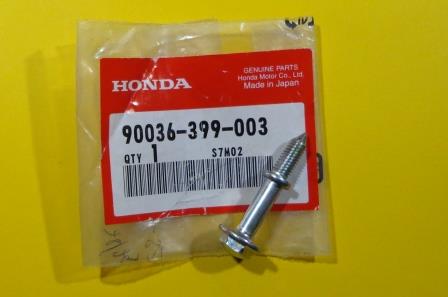 HONDA
GENUINE PARTS
Honda Motor Co., Ltd.
Made in Japan
90036-399-003
QTY 1 S7M02